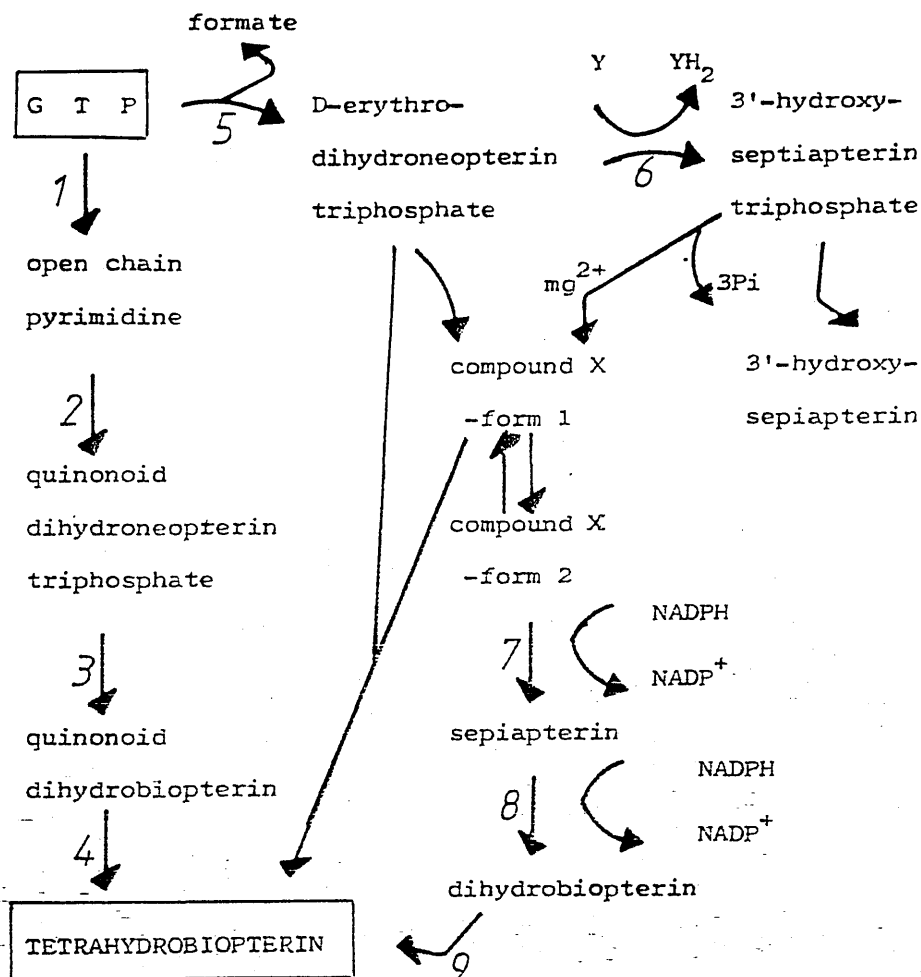 formate
G T P
5
D-erythro-
dihydroneopterin
triphosphate
Y
YH2
6
3'-hydroxy-
septiapterin
triphosphate
1
open chain
pyrimidine
mg2+
3Pi
compound X
-form 1
3'-hydroxy-
sepiapterin
2
quinonoid
dihydroneopterin
triphosphate
compound X
-form 2
7
NADPH
NADP+
3
quinonoid
dihydrobiopterin
sepiapterin
8
NADPH
NADP+
4
dihydrobiopterin
9
TETRAHYDROBIOPTERIN